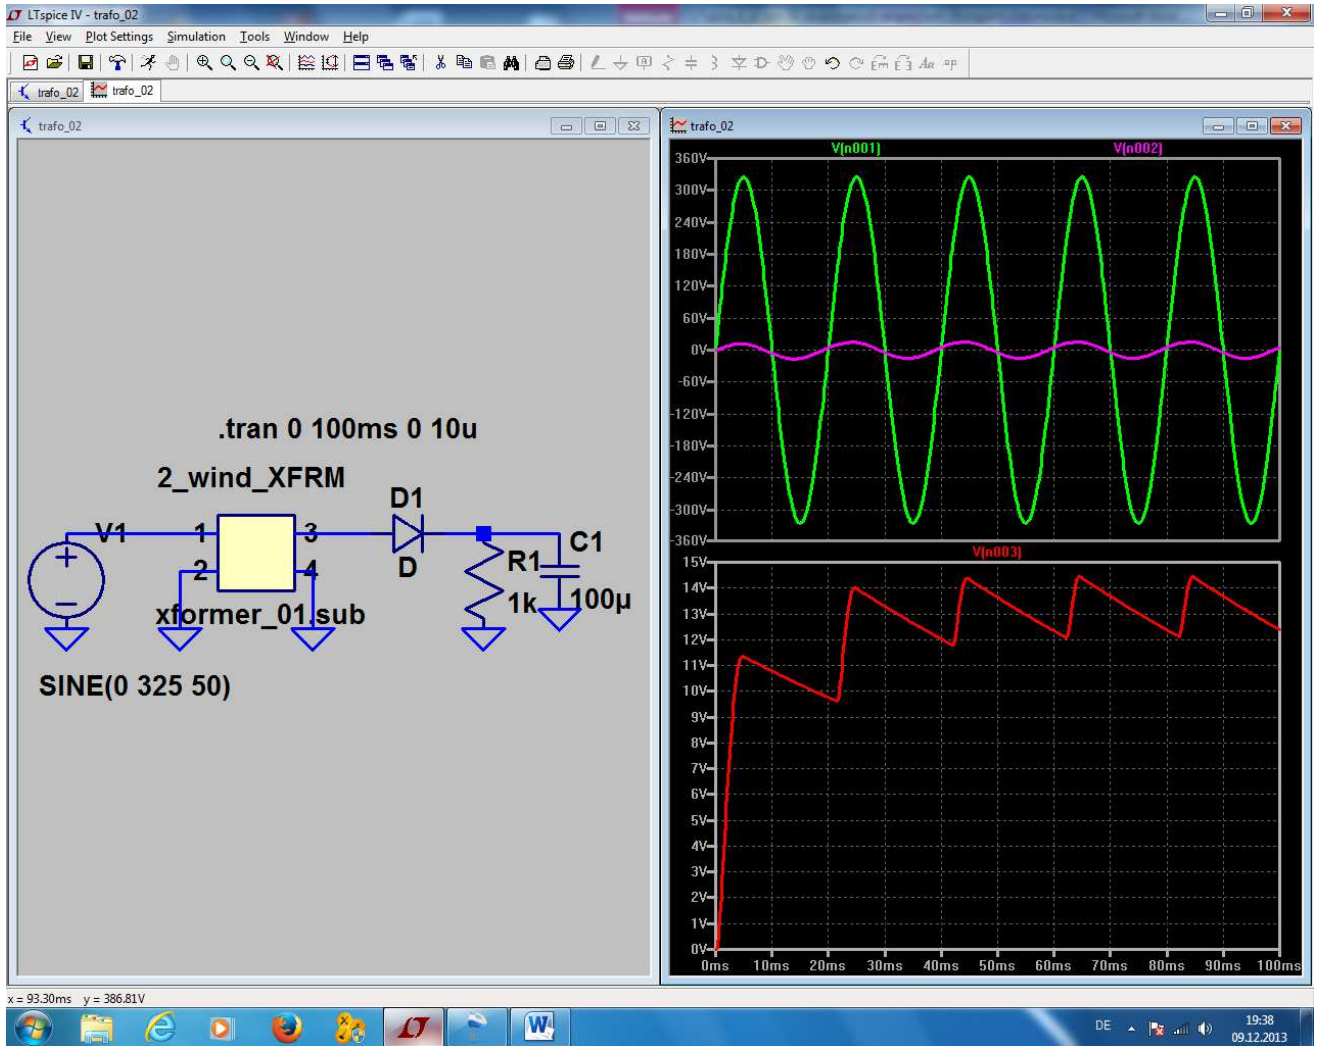 LTspice IV - trafo_02
File View Plot Settings Simulation Tools Window Help
trafo_02 trafo_02
trafo_02
.tran 0 100ms 0 10u
2_wind_XFRM
V1
1
2
3
4
xformer_01.sub
D1
D
R1
1k
C1
100µ
SINE(0 325 50)
trafo_02
V(n001) V(n002)
360V
300V
240V
180V
120V
60V
0V
-60V
-120V
-180V
-240V
-300V
-360V
V(n003)
15V
14V
13V
12V
11V
10V
9V
8V
7V
6V
5V
4V
3V
2V
1V
0V
0ms 10ms 20ms 30ms 40ms 50ms 60ms 70ms 80ms 90ms 100ms
x = 93.30ms y = 386.81V
DE
19:38
09.12.2013